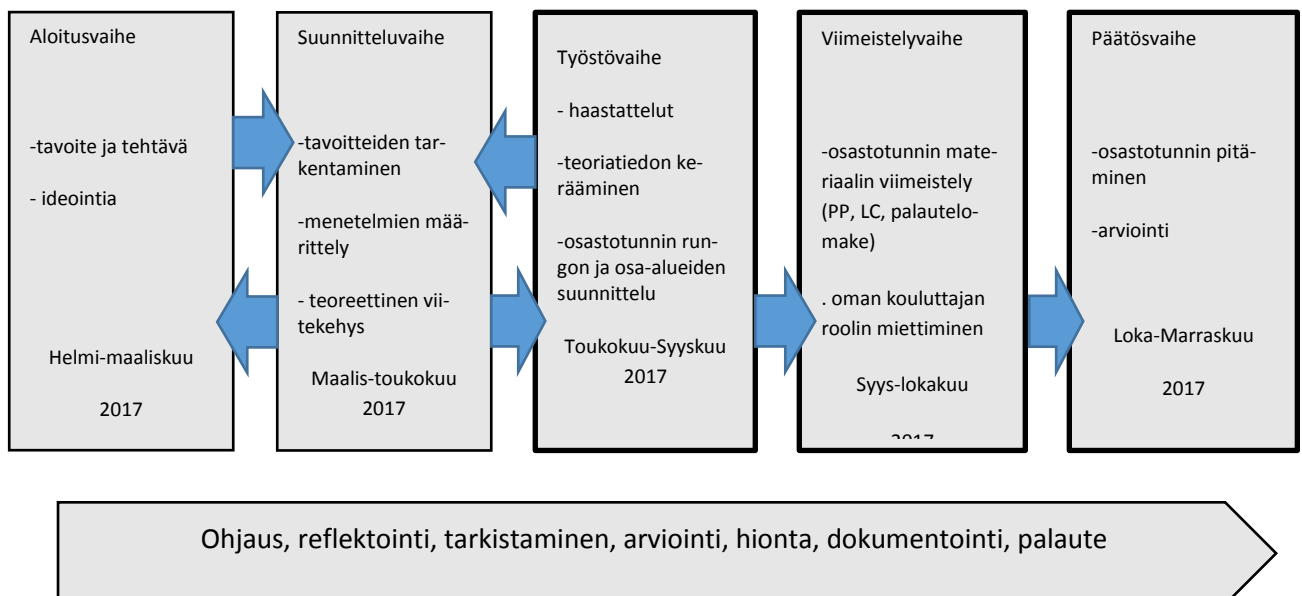 Aloitusvaihe
-tavoite ja tehtävä
- ideointia
Helmi-maaliskuu
2017
Suunnitteluvaihe
-tavoitteiden tar-
kentaminen
-menetelmien mää-
rittely
- teoreettinen vii-
tekehys
Maalis-toukokuu
2017
Työstövaihe
- haastattelut
-teoriatiedon ke-
rääminen
-osastotunnin run-
gon ja osa-alueiden
suunnittelu
Toukokuu-Syyskuu
2017
Viimeistelyvaihe
-osastotunnin mate-
riaalin viimeistely
(PP, LC, palautelo-
make)
. oman kouluttajan
roolin miettiminen
Syys-lokakuu
2017
Päätösvaihe
-osastotunnin pitä-
minen
-arviointi
Loka-Marraskuu
2017
Ohjaus, reflektointi, tarkistaminen, arviointi, hionta, dokumentointi, palaute